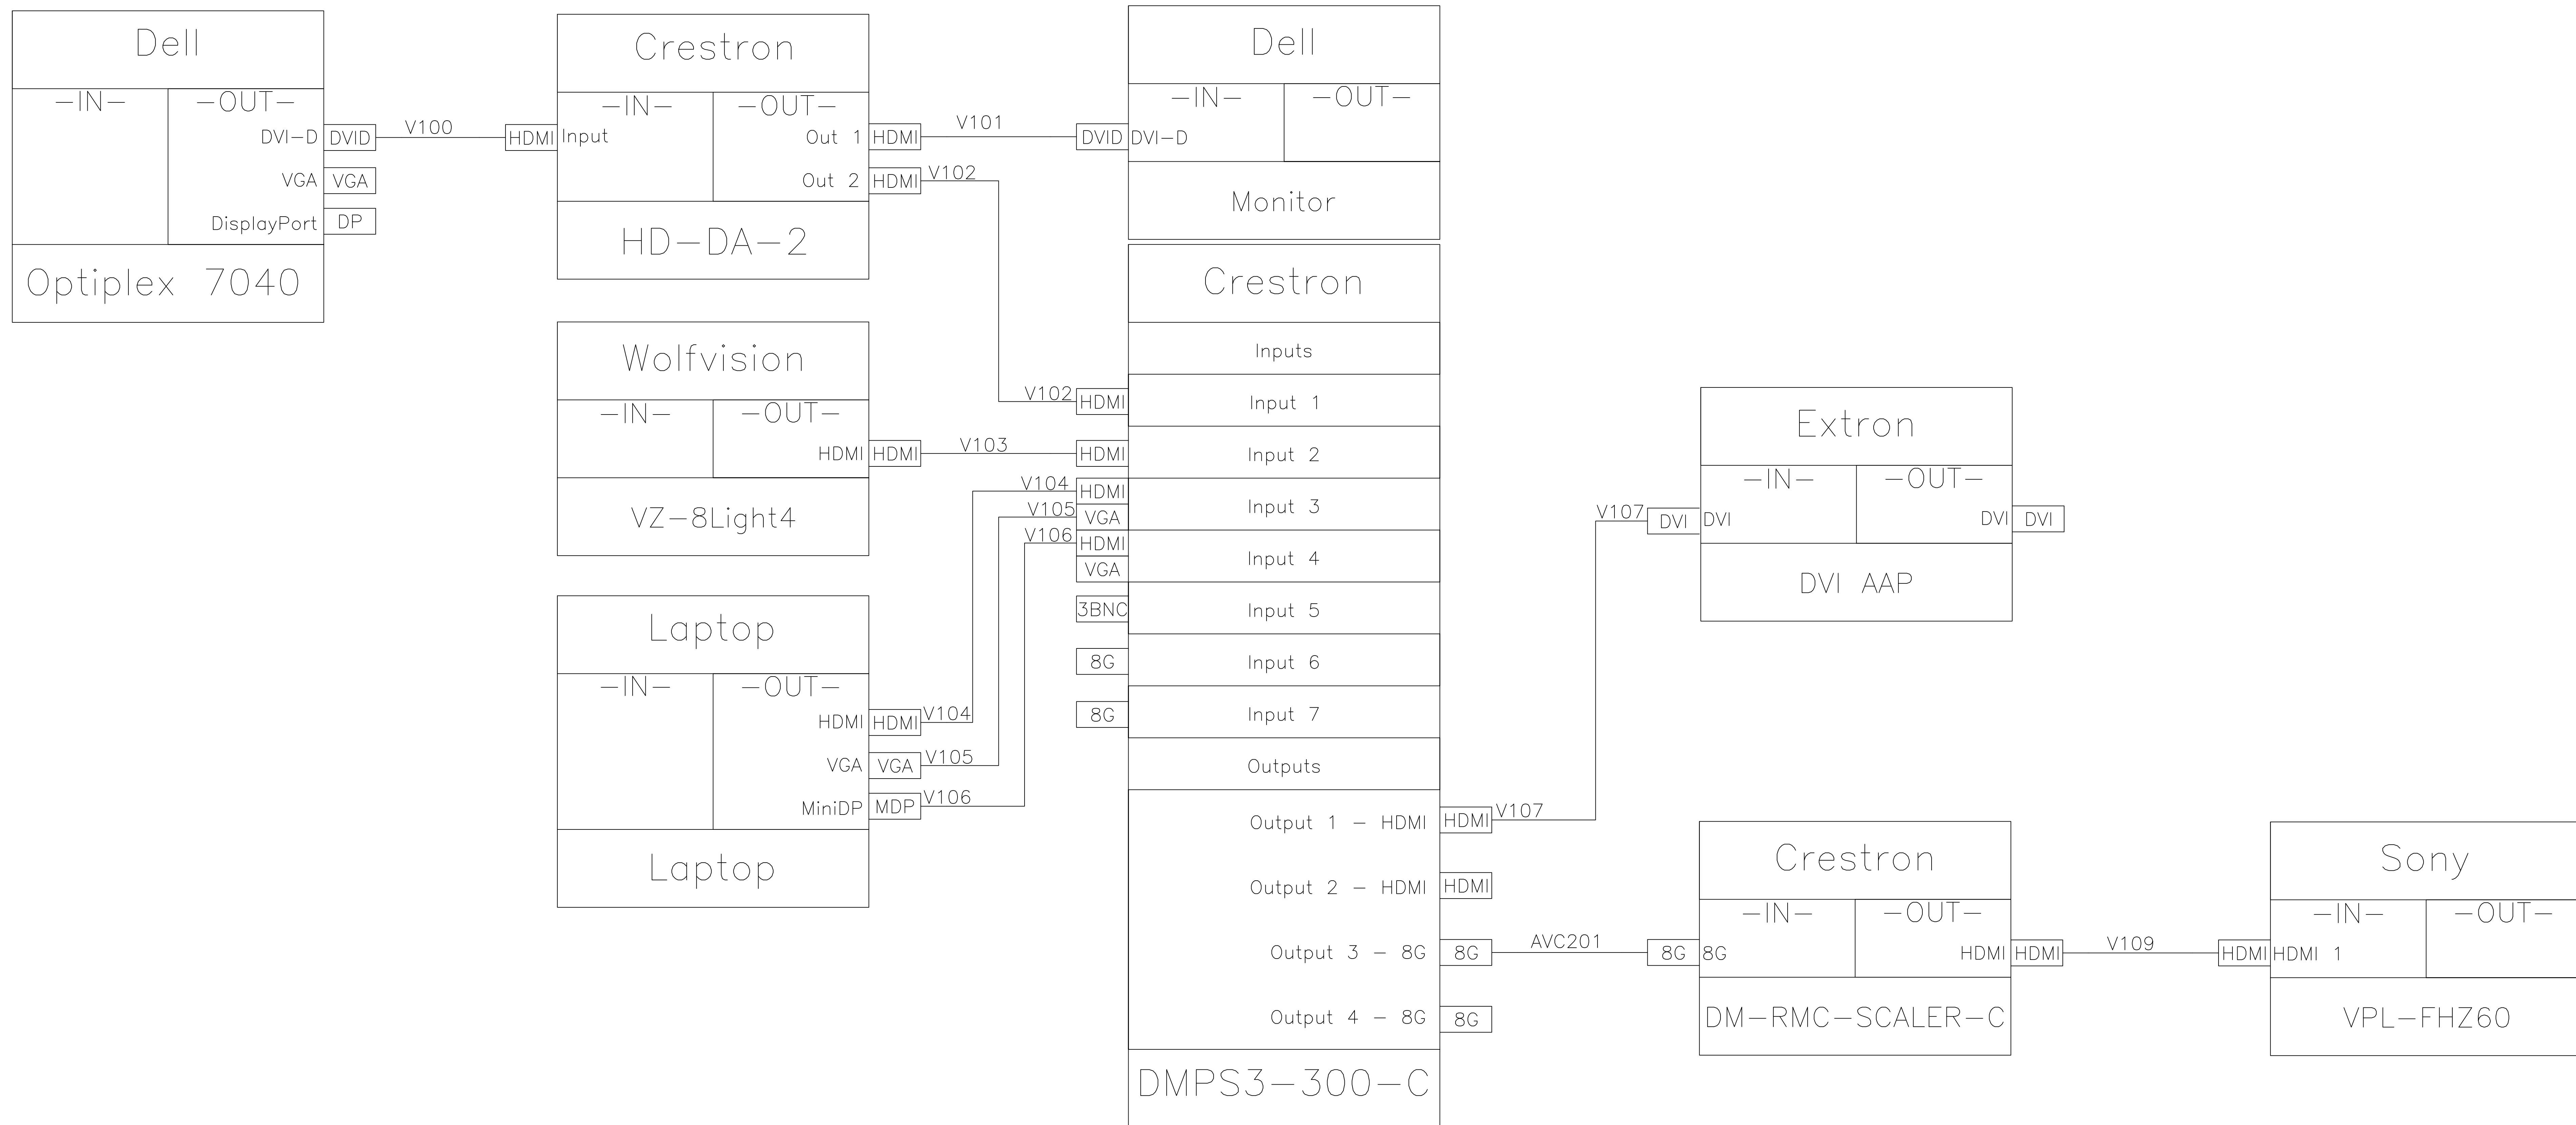 Dell
-IN-
-OUT-
DVI-D
DVID
VGA
VGA
DisplayPort
DP
Optiplex 7040
V100
Crestron
-IN-
-OUT-
HDMI
Input
Out 1
HDMI
Out 2
HDMI
HD-DA-2
V101
V102
Dell
-IN-
-OUT-
DVID
DVI-D
Monitor
Wolfvision
-IN-
-OUT-
HDMI
HDMI
VZ-8Light4
V103
Laptop
-IN-
-OUT-
HDMI
HDMI
V104
VGA
VGA
V105
MiniDP
MDP
V106
Laptop
Crestron
Inputs
V102
HDMI
Input 1
HDMI
Input 2
V104
HDMI
V105
VGA
Input 3
V106
HDMI
VGA
Input 4
3BNC
Input 5
8G
Input 6
8G
Input 7
Outputs
Output 1 - HDMI
HDMI
V107
Output 2 - HDMI
HDMI
Output 3 - 8G
8G
AVC201
Output 4 - 8G
8G
DMPS3-300-C
Extron
-IN-
-OUT-
V107
DVI
DVI
DVI
DVI
DVI AAP
Crestron
-IN-
-OUT-
8G
8G
HDMI
HDMI
DM-RMC-SCALER-C
V109
Sony
-IN-
-OUT-
HDMI
HDMI 1
VPL-FHZ60